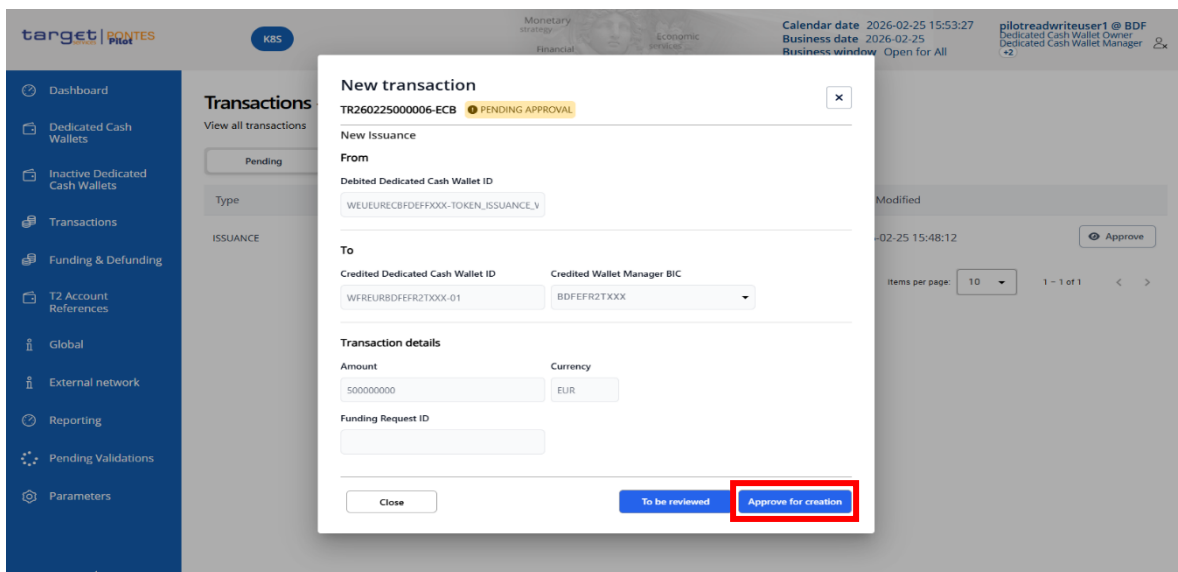 target PONTES
SERVICES Pilot
K8S
Monetary
strategy
Economic
services
Financial
Calendar date 2026-02-25 15:53:27
Business date 2026-02-25
Business window Open for All
pilotreadwriteuser1 @ BDF
Dedicated Cash Wallet Owner
Dedicated Cash Wallet Manager
+2
Dashboard
Dedicated Cash
Wallets
Inactive Dedicated
Cash Wallets
Transactions
Funding & Defunding
T2 Account
References
Global
External network
Reporting
Pending Validations
Parameters
Transactions
View all transactions
Pending
Type
Modified
ISSUANCE
-02-25 15:48:12
Approve
Items per page: 10
1 – 1 of 1
New transaction
TR260225000006-ECB PENDING APPROVAL
New Issuance
From
Debited Dedicated Cash Wallet ID
WEUEURECBFDEFFXXX-TOKEN_ISSUANCE_W
To
Credited Dedicated Cash Wallet ID Credited Wallet Manager BIC
WFREURBDFEFR2TXXX-01 BDFEFR2TXXX
Transaction details
Amount Currency
500000000 EUR
Funding Request ID
Close
To be reviewed
Approve for creation